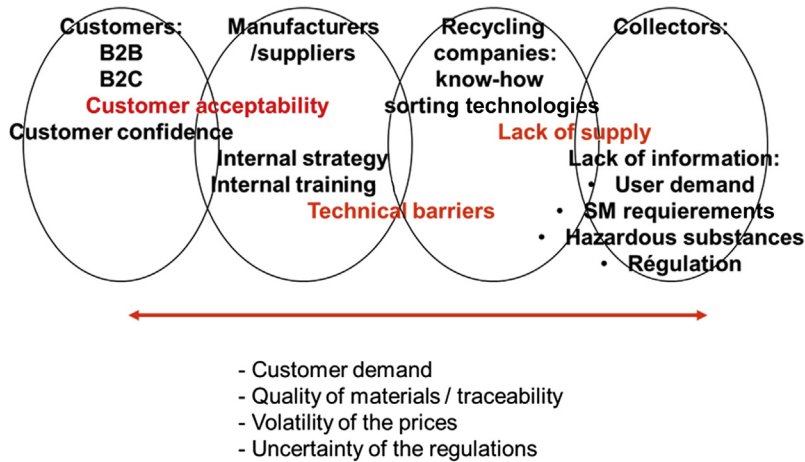 Customers:
B2B
B2C
Customer acceptability
Customer confidence
Manufacturers
/suppliers
Internal strategy
Internal training
Technical barriers
Recycling
companies:
know-how
sorting technologies
Lack of supply
Collectors:
Lack of information:
• User demand
• SM requierements
• Hazardous substances
• Régulation
- Customer demand
- Quality of materials / traceability
- Volatility of the prices
- Uncertainty of the regulations